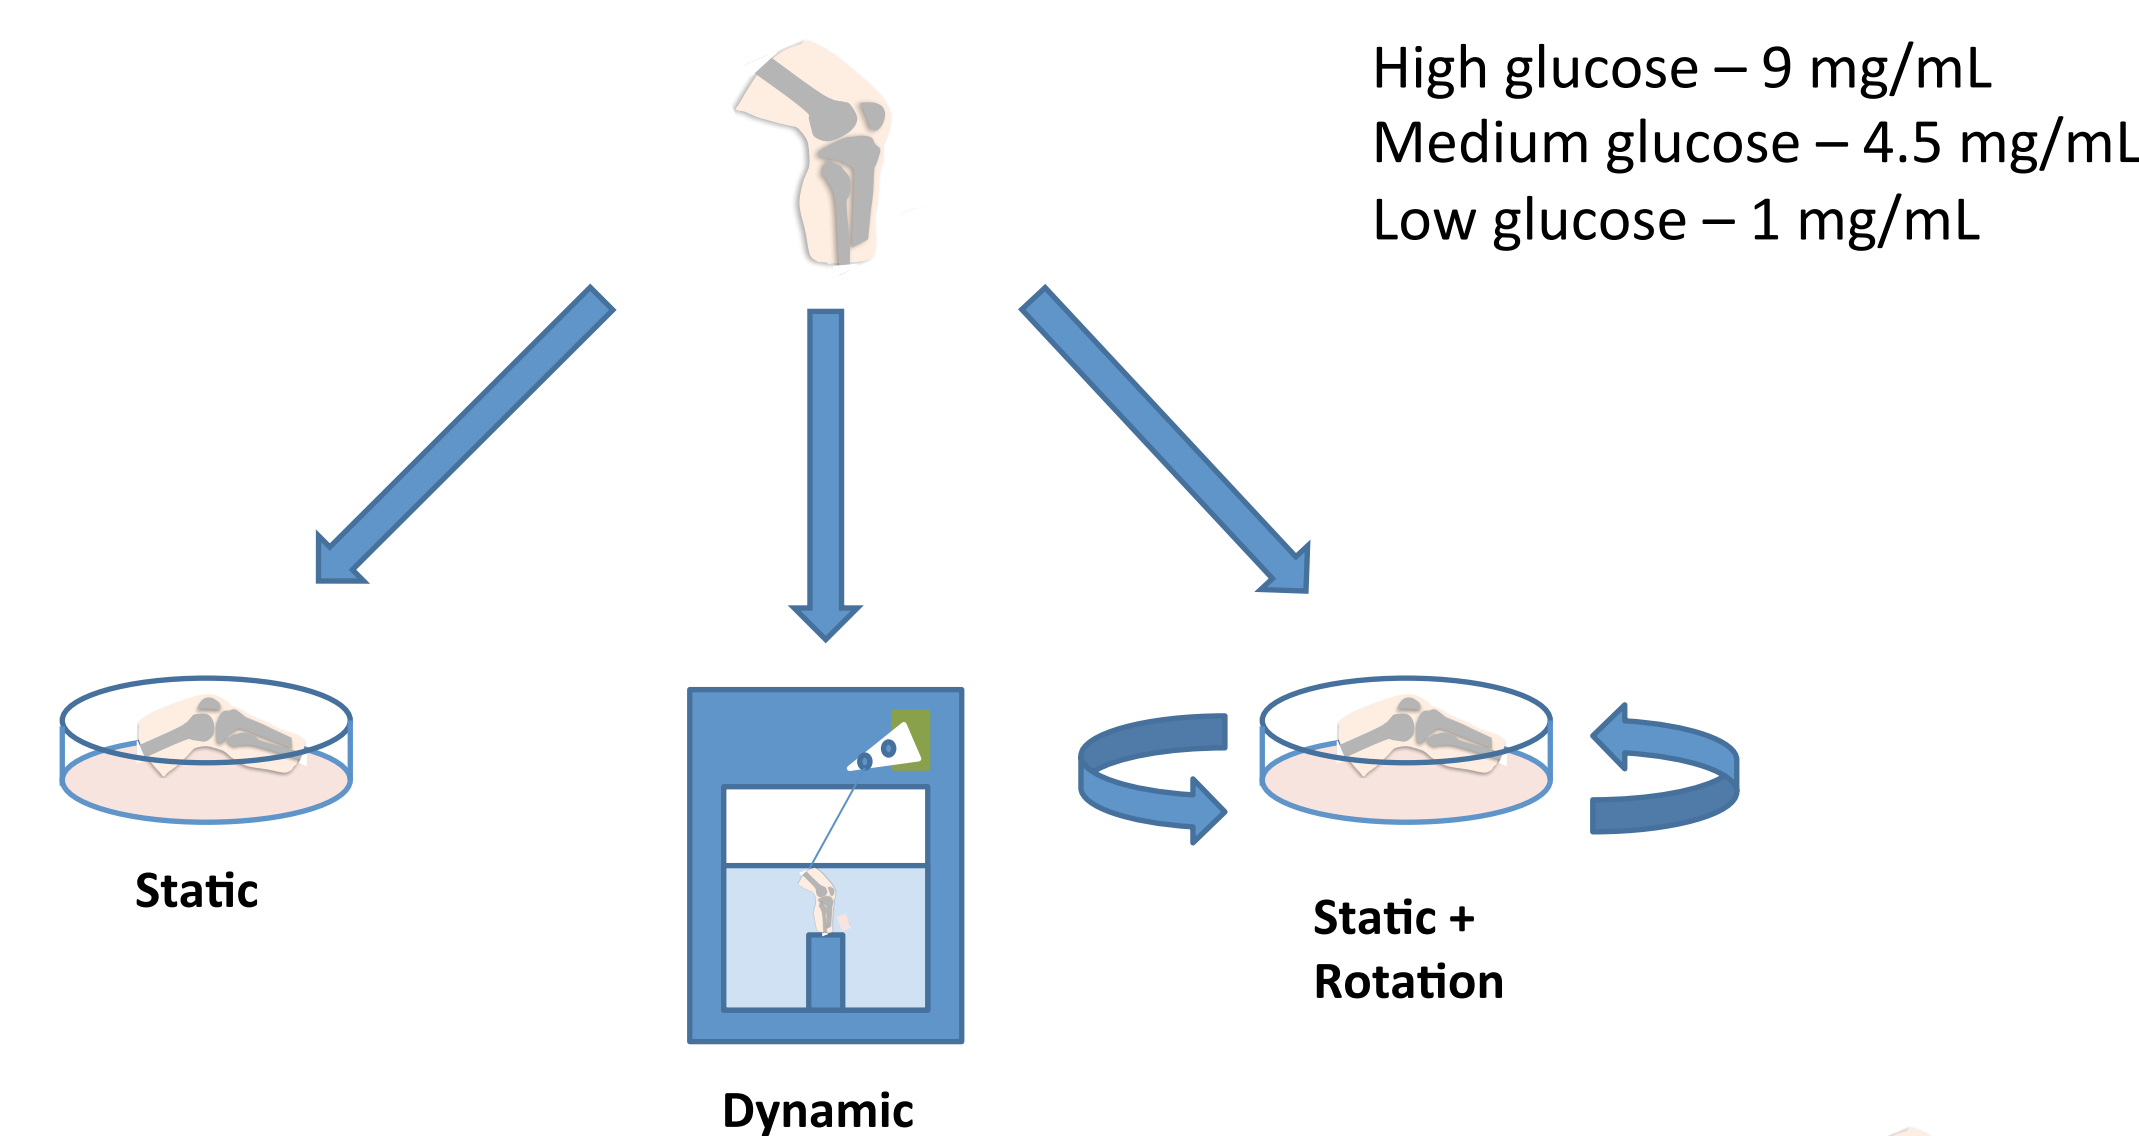 High glucose – 9 mg/mL
Medium glucose – 4.5 mg/mL
Low glucose – 1 mg/mL
Static
Static +
Rotation
Dynamic